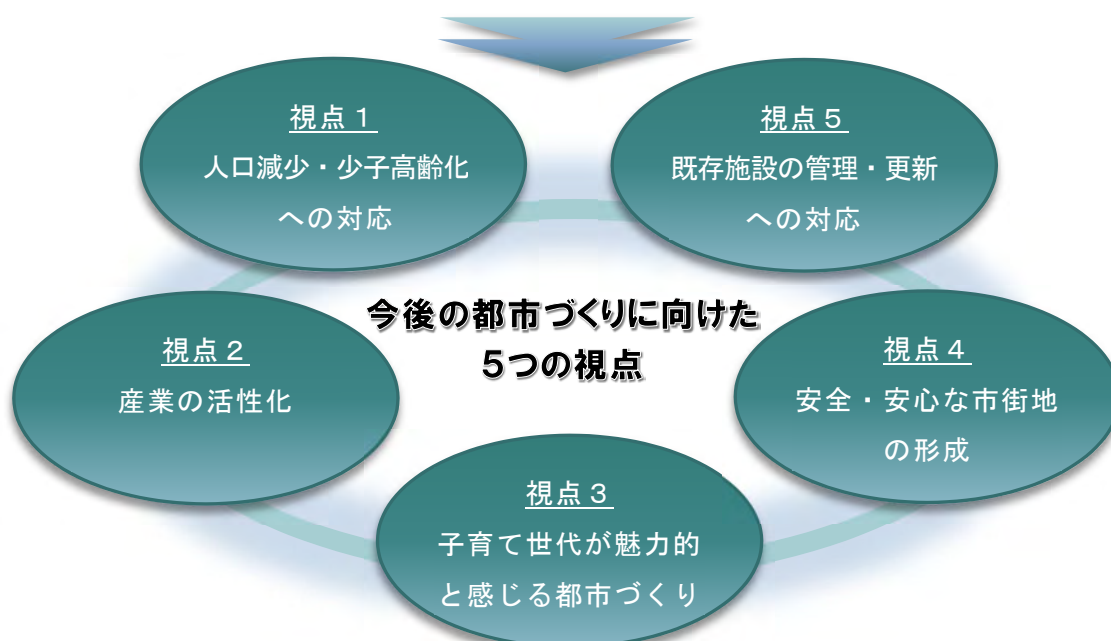 視点１
人口減少・少子高齢化
への対応
視点５
既存施設の管理・更新
への対応
今後の都市づくりに向けた
５つの視点
視点２
産業の活性化
視点４
安全・安心な市街地
の形成
視点３
子育て世代が魅力的
と感じる都市づくり